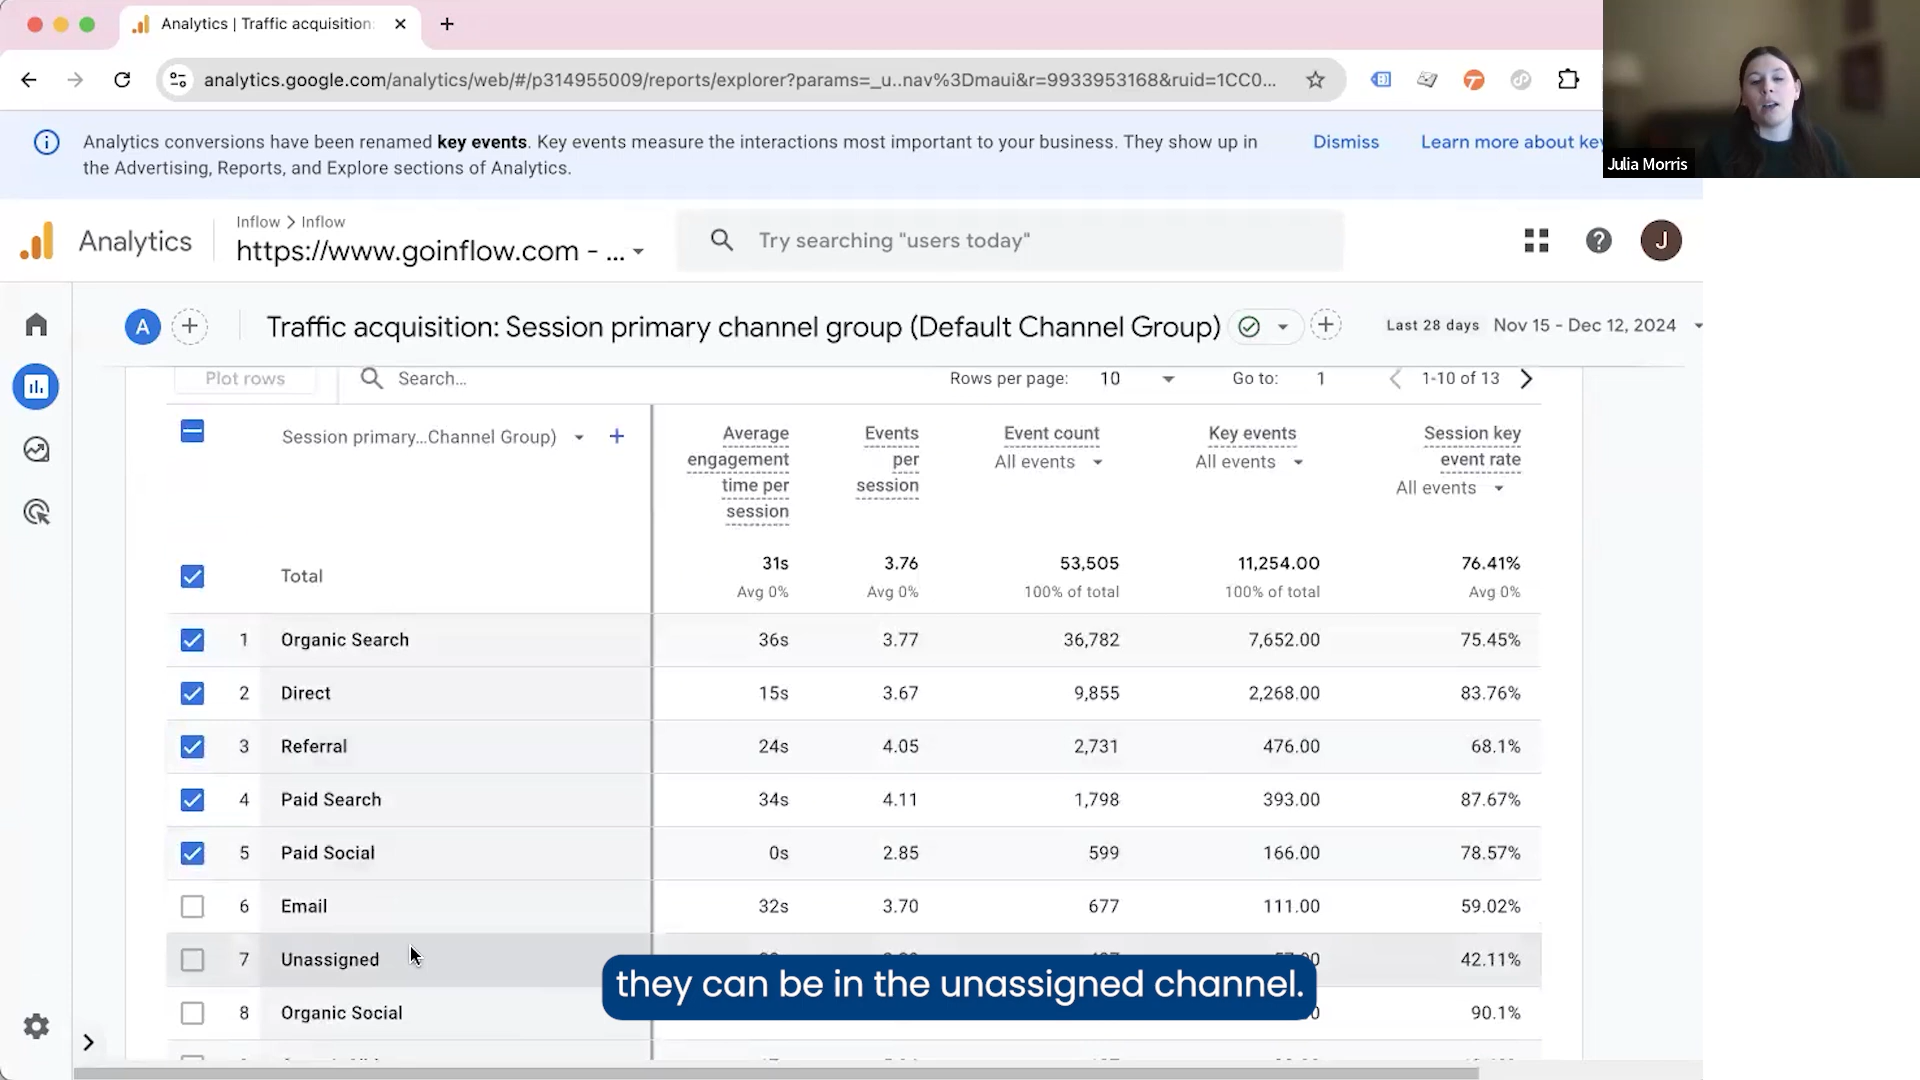 Analytics | Traffic acquisition:
analytics.google.com/analytics/web/#/p314955009/reports/explorer?params=_u..nav%3Dmaui&r=9933953168&ruid=1CC0...
Julia Morris
Analytics conversions have been renamed key events. Key events measure the interactions most important to your business. They show up in
the Advertising, Reports, and Explore sections of Analytics.
Dismiss
Learn more about
Analytics
Inflow > Inflow
https://www.goinflow.com - ...
Try searching "users today"
J
A
Traffic acquisition: Session primary channel group (Default Channel Group)
Last 28 days Nov 15 - Dec 12, 2024
Plot rows
Search...
Rows per page: 10
Go to: 1
1-10 of 13
Session primary...Channel Group)
Average
engagement
time per
session
Events
per
session
Event count
All events
Key events
All events
Session key
event rate
All events
Total
31s 3.76 53,505 11,254.00 76.41%
Avg 0% Avg 0% 100% of total 100% of total Avg 0%
1 Organic Search 36s 3.77 36,782 7,652.00 75.45%
2 Direct 15s 3.67 9,855 2,268.00 83.76%
3 Referral 24s 4.05 2,731 476.00 68.1%
4 Paid Search 34s 4.11 1,798 393.00 87.67%
5 Paid Social 0s 2.85 599 166.00 78.57%
6 Email 32s 3.70 677 111.00 59.02%
7 Unassigned 42.11%
they can be in the unassigned channel.
8 Organic Social 90.1%